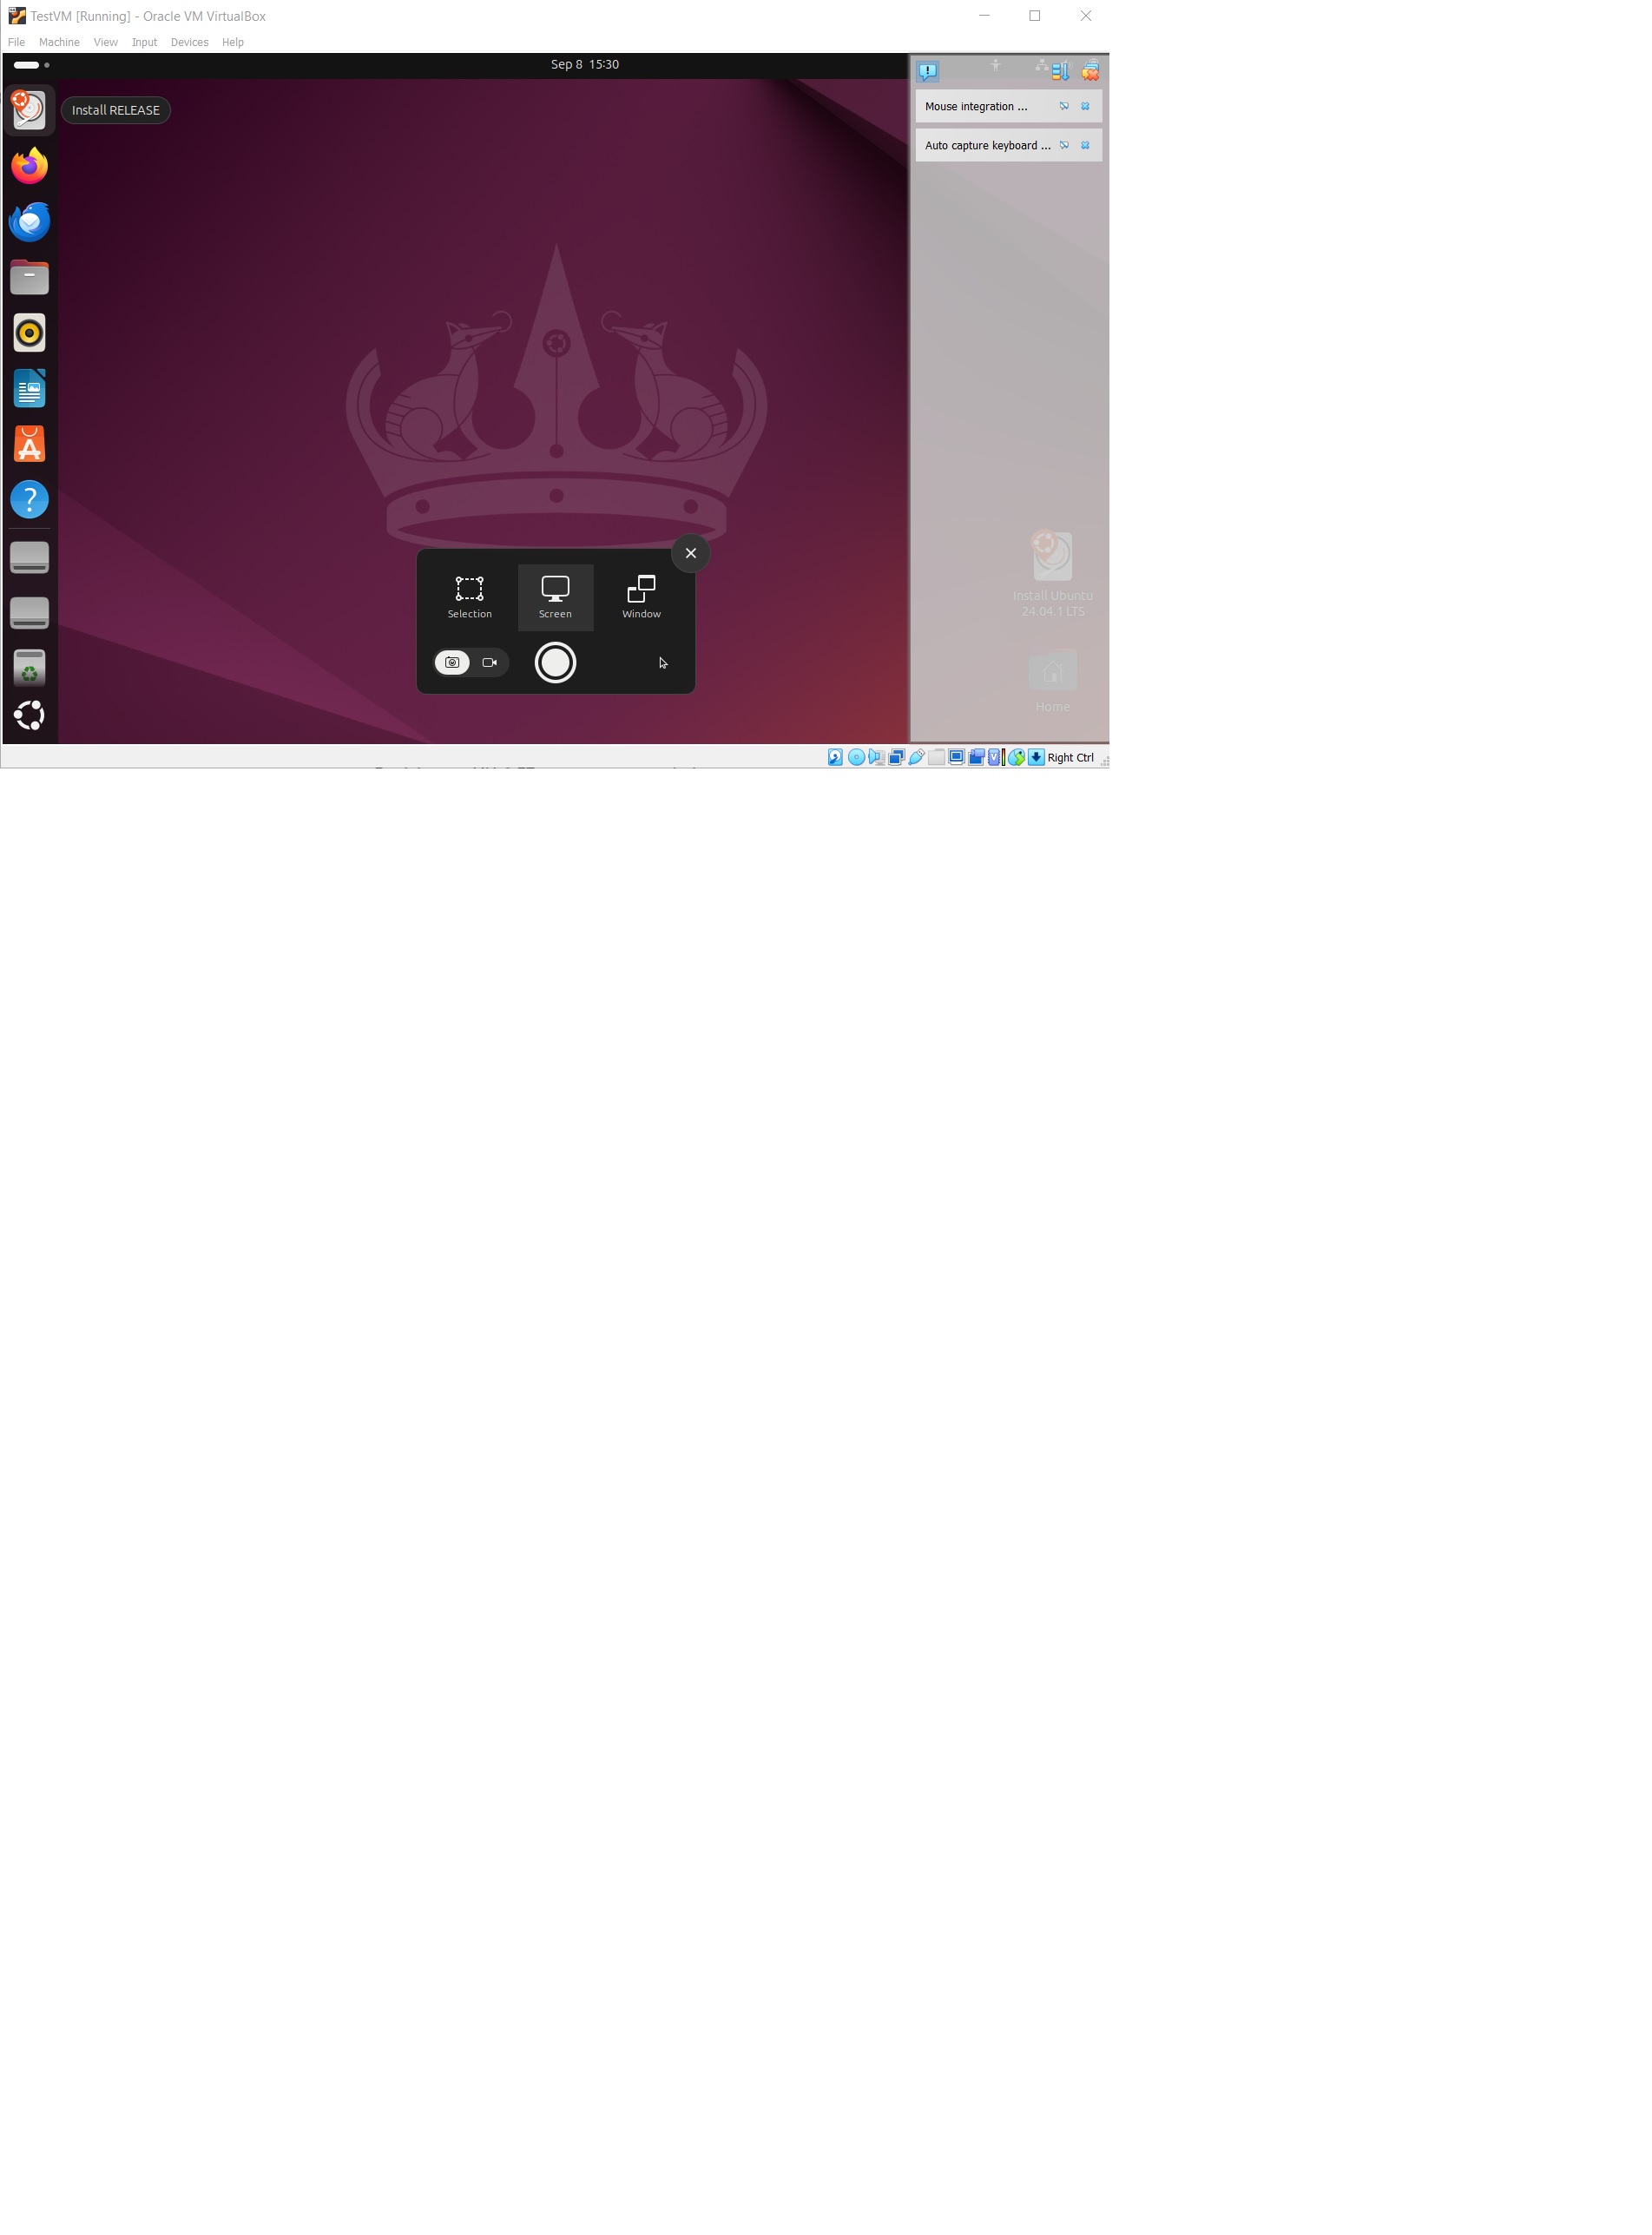 TestVM [Running] - Oracle VM VirtualBox
File Machine View Input Devices Help
Sep 8 15:30
Install RELEASE
Mouse integration ...
Auto capture keyboard ...
Install Ubuntu
24.04.1 LTS
Home
Selection Screen Window
Right Ctrl